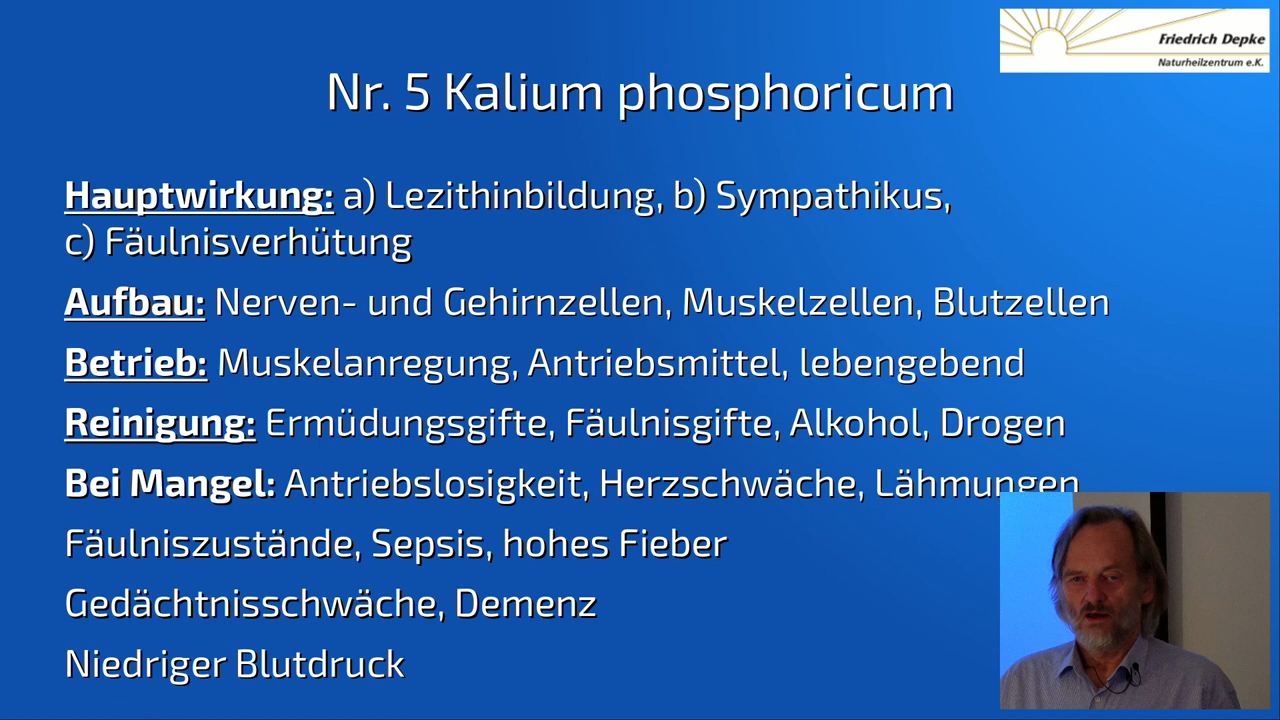 Friedrich Depke
Naturheilzentrum e.K.
Nr. 5 Kalium phosphoricum
Hauptwirkung: a) Lezithinbildung, b) Sympathikus,
c) Fäulnisverhütung
Aufbau: Nerven- und Gehirnzellen, Muskelzellen, Blutzellen
Betrieb: Muskelanregung, Antriebsmittel, lebengebend
Reinigung: Ermüdungsgifte, Fäulnisgifte, Alkohol, Drogen
Bei Mangel: Antriebslosigkeit, Herzschwäche, Lähmungen
Fäulniszustände, Sepsis, hohes Fieber
Gedächtnisschwäche, Demenz
Niedriger Blutdruck